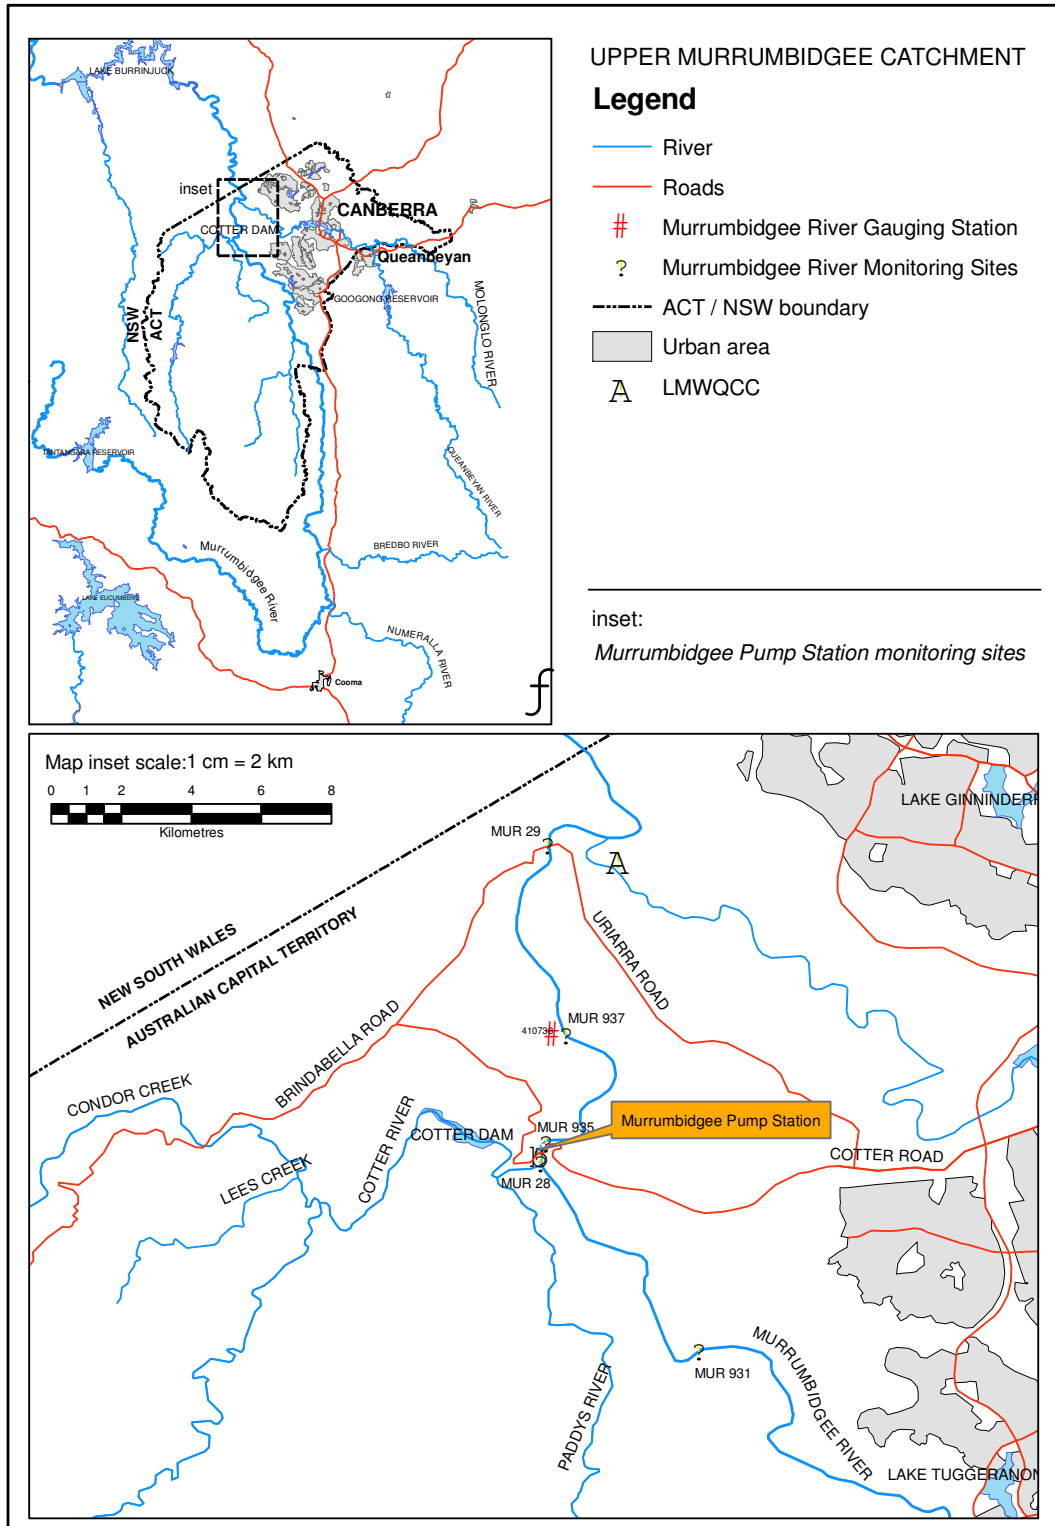 UPPER MURRUMBIDGEE CATCHMENT
Legend
River
Roads
# Murrumbidgee River Gauging Station
? Murrumbidgee River Monitoring Sites
ACT / NSW boundary
Urban area
A LMWQCC
inset:
Murrumbidgee Pump Station monitoring sites
LAKE BURRINJUCK
inset
CANBERRA
COTTER DAM
Queanbeyan
GOOGONG RESERVOIR
MOLONGLO RIVER
NSW
ACT
TANTANGARA RESERVOIR
QUEANBEYAN RIVER
BREDBO RIVER
Murrumbidgee River
LAKE EUCUMBENE
NUMERALLA RIVER
Cooma
Map inset scale:1 cm = 2 km
0 1 2 4 6 8
Kilometres
LAKE GINNINDERR
MUR 29
?
A
NEW SOUTH WALES
AUSTRALIAN CAPITAL TERRITORY
URIARRA ROAD
BRINDABELLA ROAD
MUR 937
410738 # ?
CONDOR CREEK
COTTER RIVER
COTTER DAM
MUR 935
Murrumbidgee Pump Station
COTTER ROAD
LEES CREEK
MUR 28
?
MUR 931
MURRUMBIDGEE RIVER
PADDYS RIVER
LAKE TUGGERANON